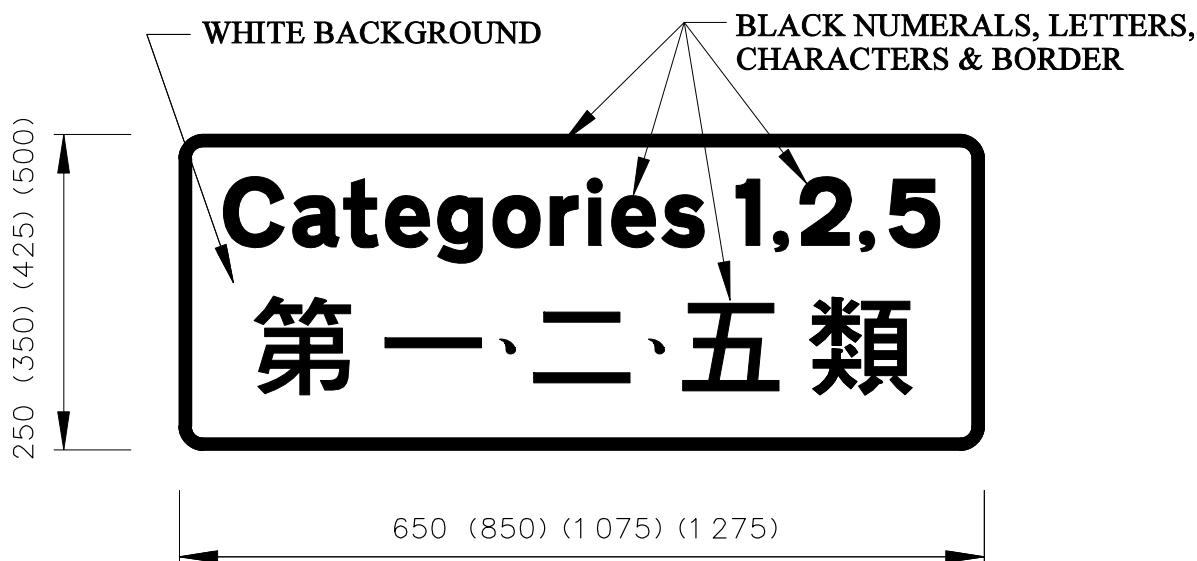 WHITE BACKGROUND
BLACK NUMERALS, LETTERS,
CHARACTERS & BORDER
250 (350) (425) (500)
Categories 1,2,5
第一、二、五類
650 (850) (1 075) (1 275)